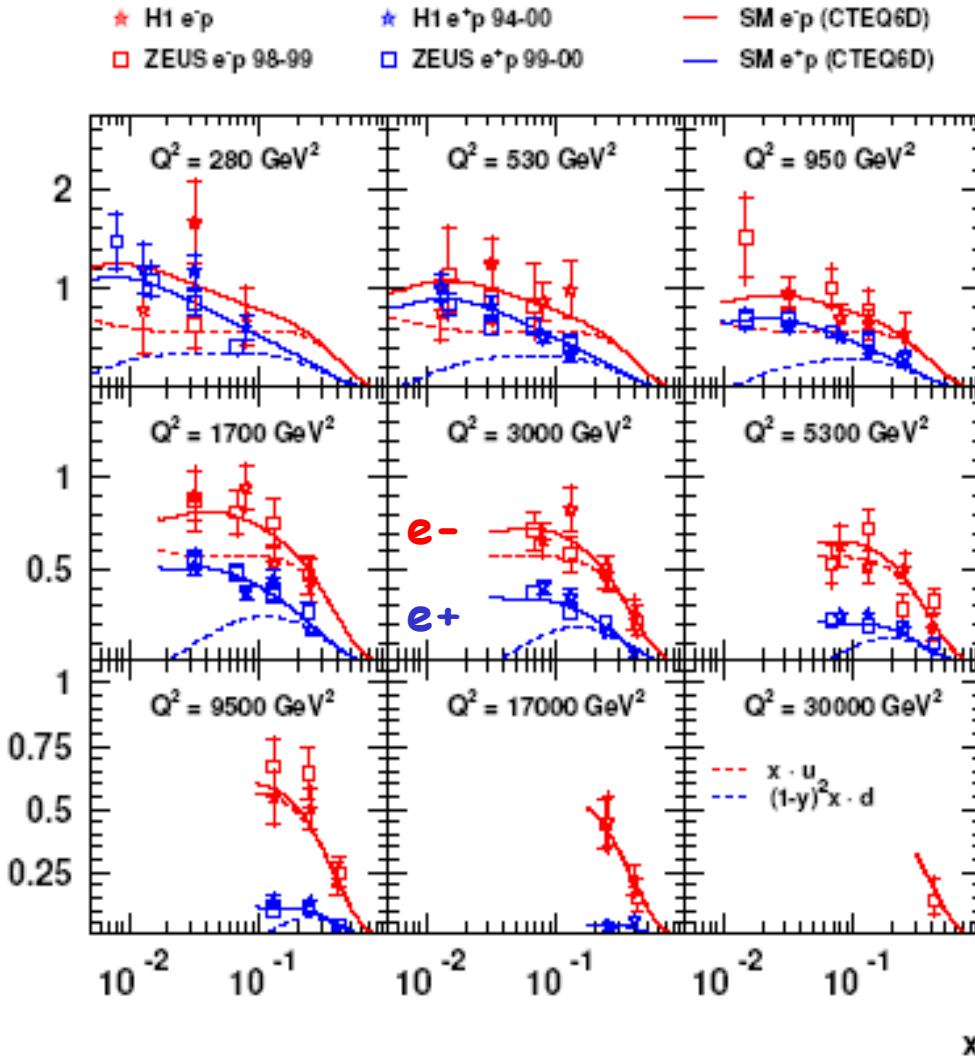 H1 e⁻p
H1 e⁺p 94-00
SM e⁻p (CTEQ6D)
ZEUS e⁻p 98-99
ZEUS e⁺p 99-00
SM e⁺p (CTEQ6D)
Q² = 280 GeV²
Q² = 530 GeV²
Q² = 950 GeV²
2
1
Q² = 1700 GeV²
Q² = 3000 GeV²
Q² = 5300 GeV²
1
e-
0.5
e+
1
Q² = 9500 GeV²
Q² = 17000 GeV²
Q² = 30000 GeV²
0.75
x · u
(1-y)²x · d
0.5
0.25
10⁻² 10⁻¹ 10⁻² 10⁻¹ 10⁻² 10⁻¹
x